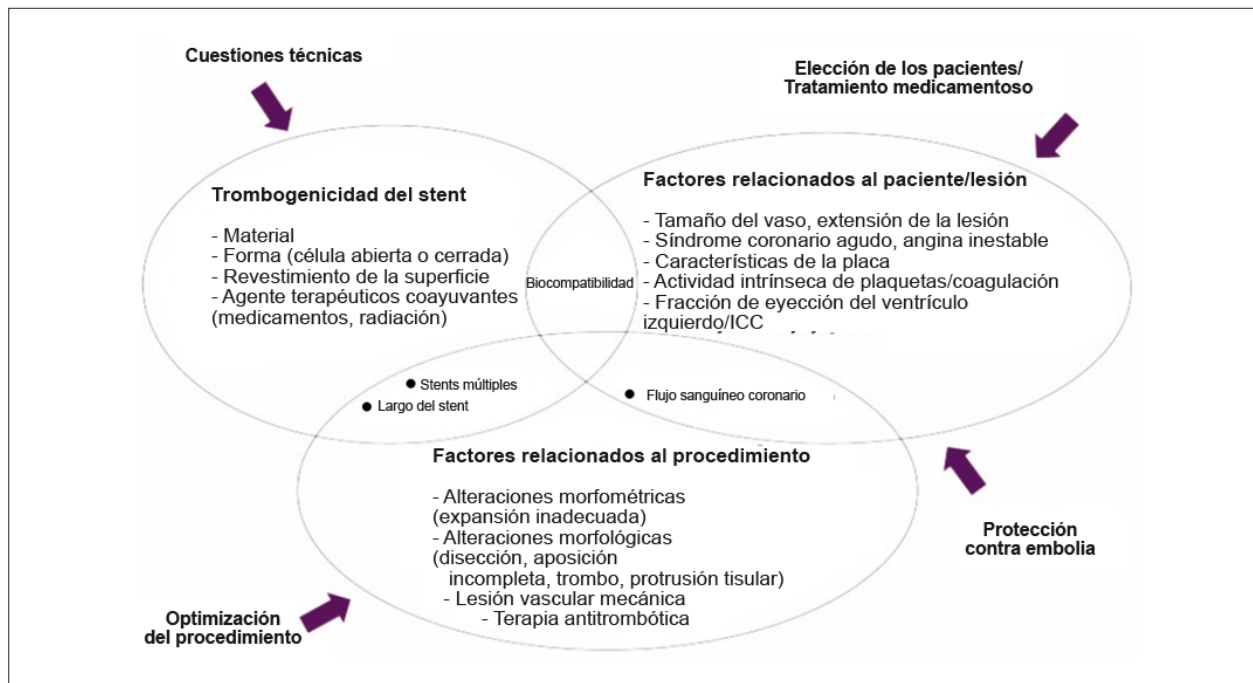 Cuestiones técnicas
Elección de los pacientes/
Tratamiento medicamentoso
Trombogenicidad del stent
- Material
- Forma (célula abierta o cerrada)
- Revestimiento de la superficie
- Agente terapéuticos coayuvantes
(medicamentos, radiación)
Biocompatibilidad
Factores relacionados al paciente/lesión
- Tamaño del vaso, extensión de la lesión
- Síndrome coronario agudo, angina inestable
- Características de la placa
- Actividad intrínseca de plaquetas/coagulación
- Fracción de eyección del ventrículo
izquierdo/ICC
● Stents múltiples
● Largo del stent
● Flujo sanguíneo coronario
Factores relacionados al procedimiento
- Alteraciones morfométricas
(expansión inadecuada)
- Alteraciones morfológicas
(disección, aposición
incompleta, trombo, protrusión tisular)
- Lesión vascular mecánica
- Terapia antitrombótica
Protección
contra embolia
Optimización
del procedimiento